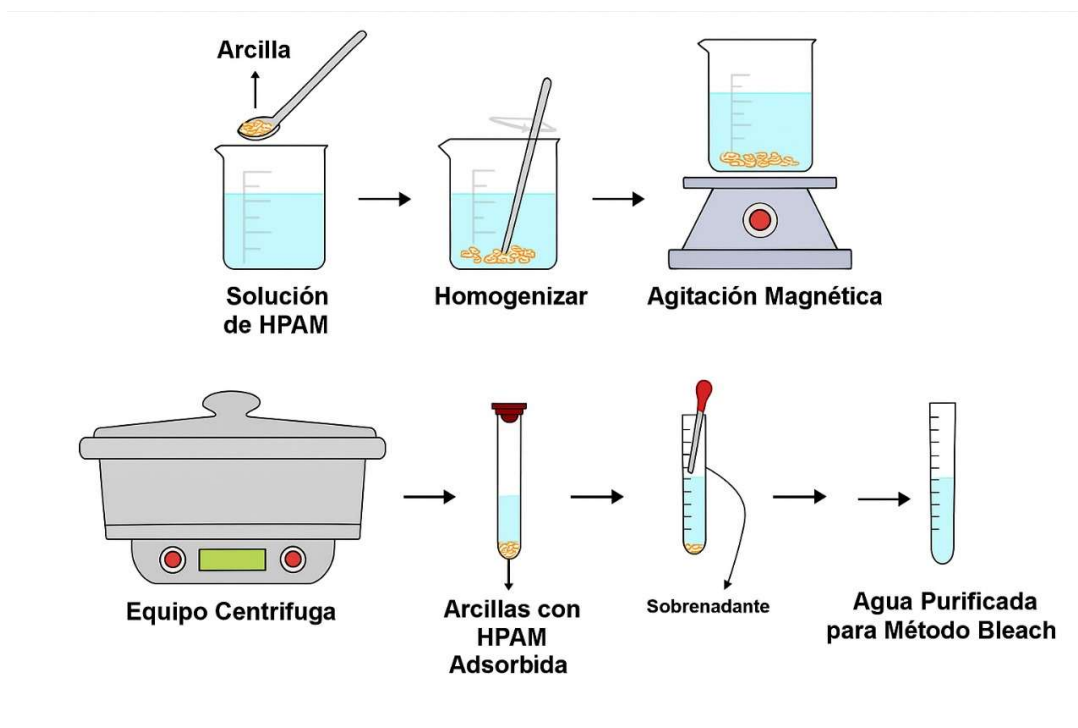 Arcilla
Solución
de HPAM
Homogenizar
Agitación Magnética
Equipo Centrifuga
Arcillas con
HPAM
Adsorbida
Sobrenadante
Agua Purificada
para Método Bleach